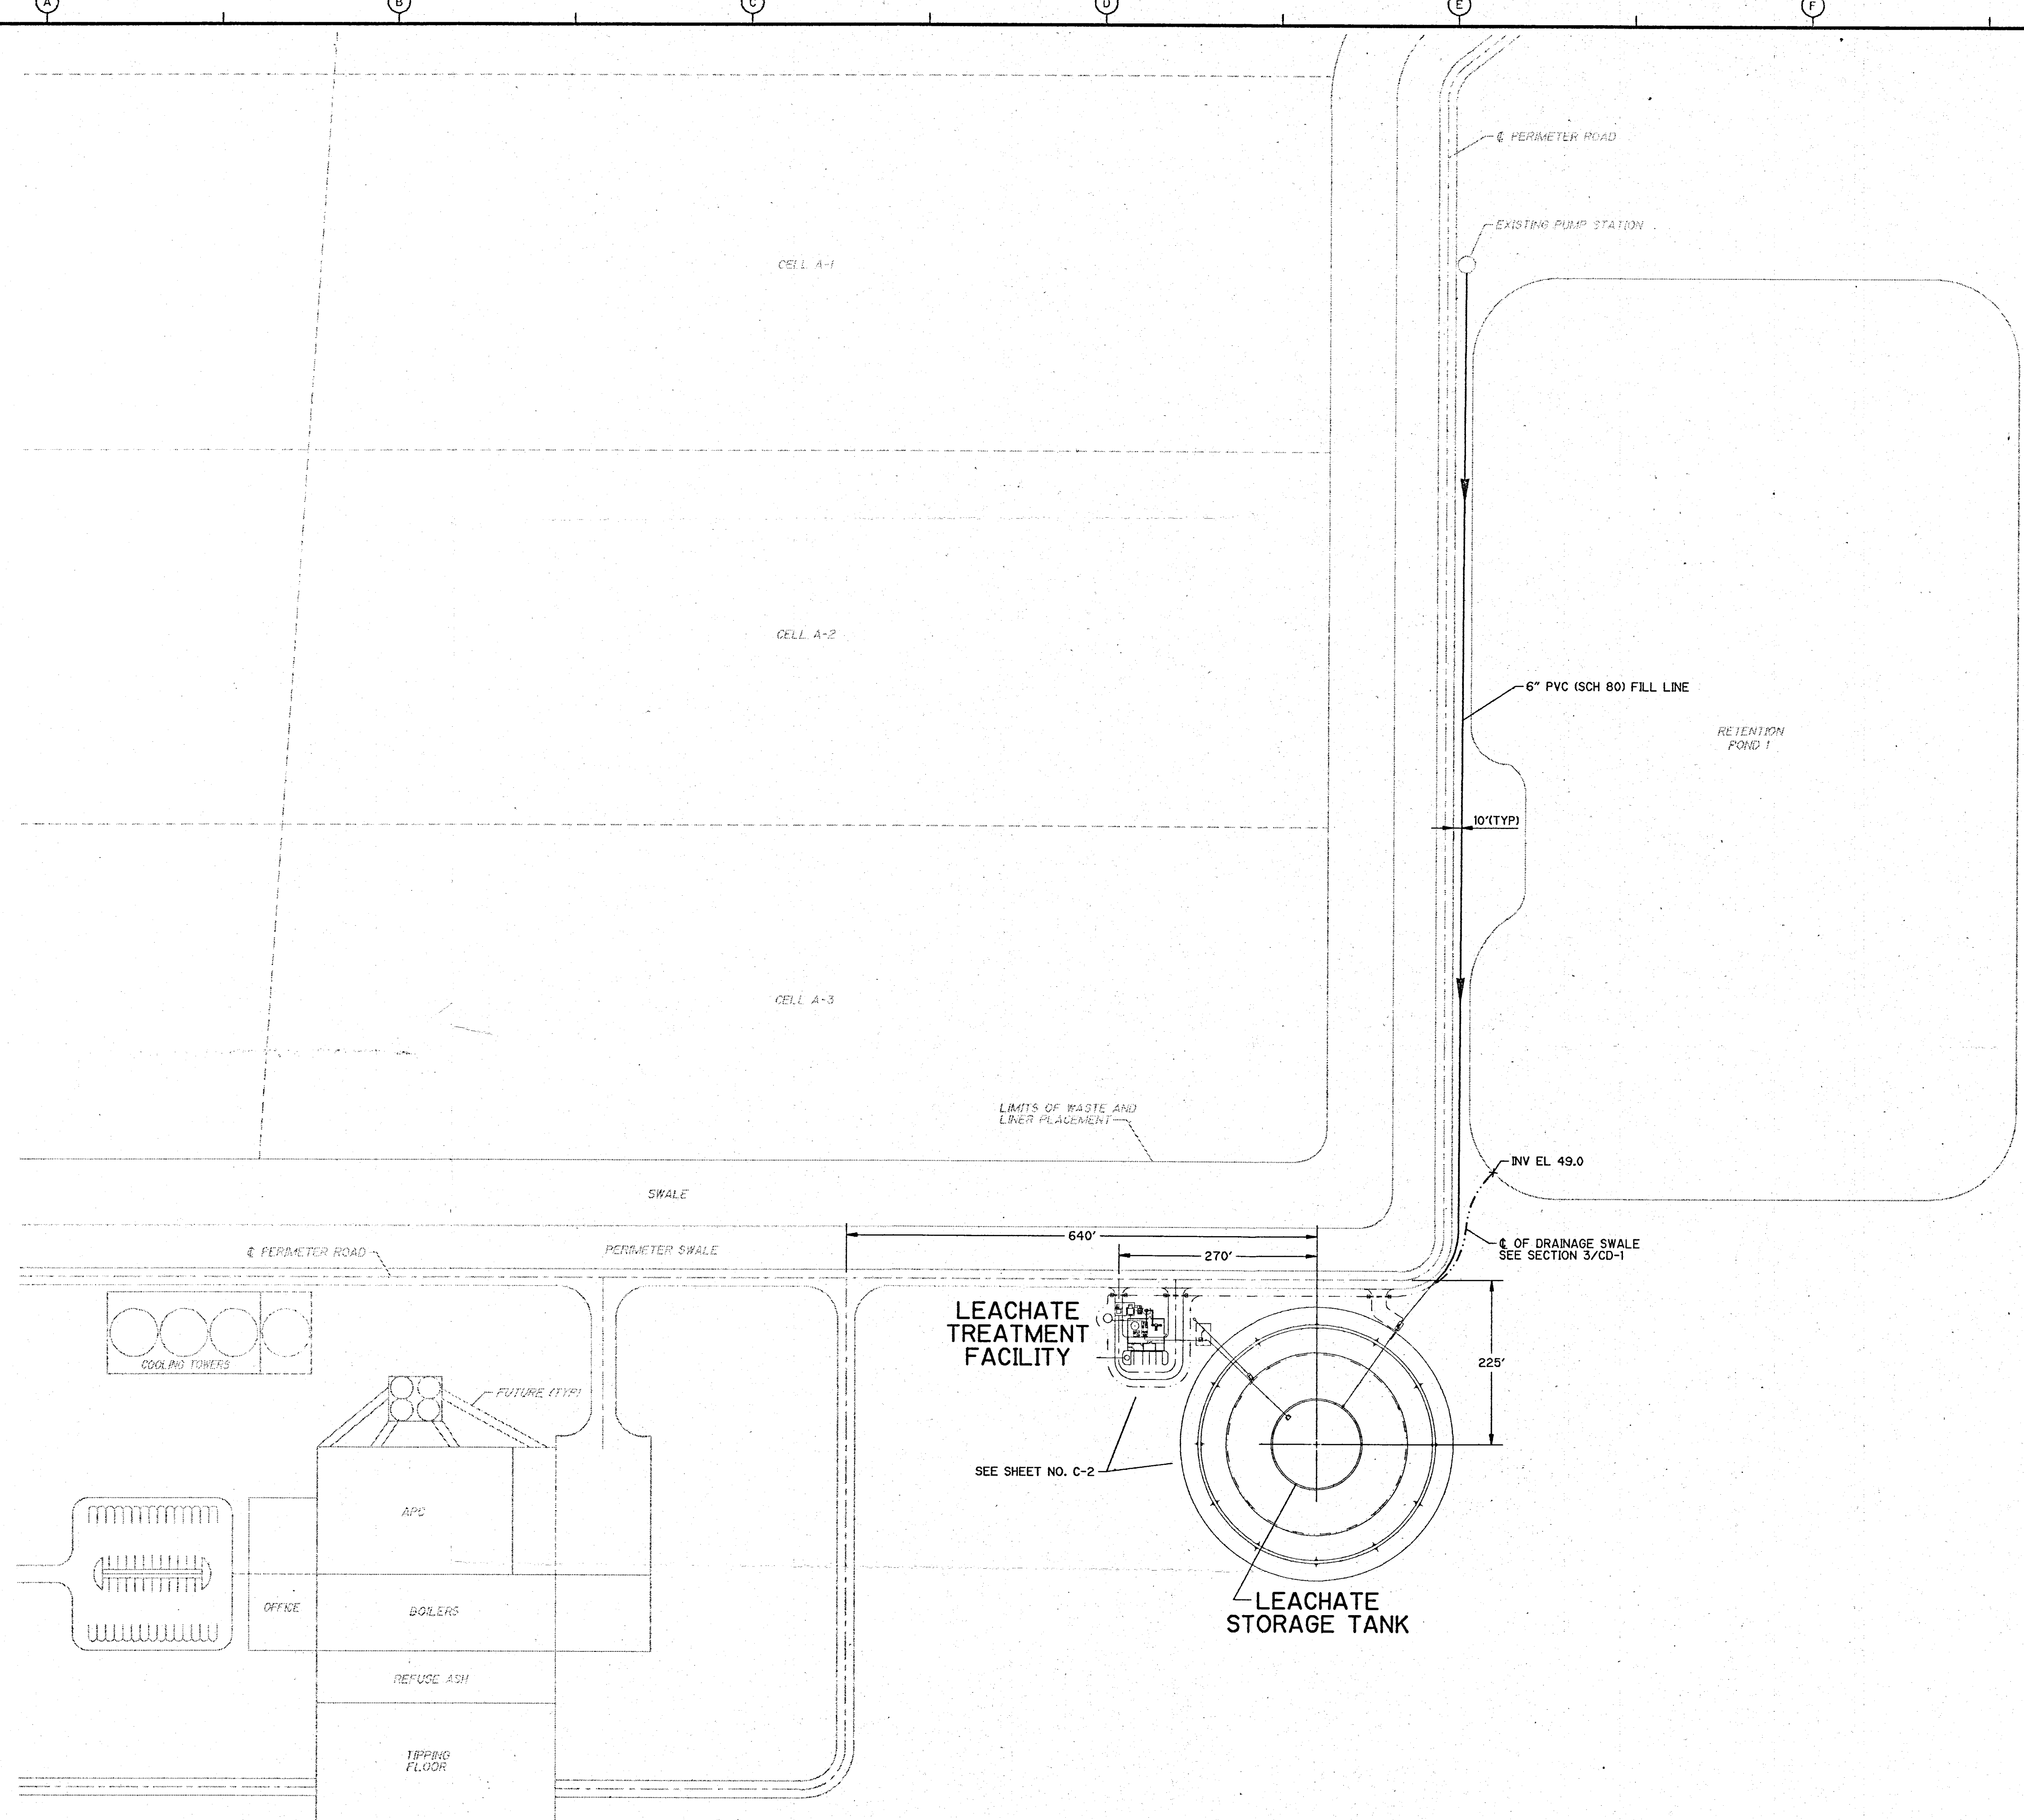 A
B
C
D
E
F
℄ PERIMETER ROAD
EXISTING PUMP STATION
CELL A-1
CELL A-2
6" PVC (SCH 80) FILL LINE
RETENTION
POND 1
10'(TYP)
CELL A-3
LIMITS OF WASTE AND
LINER PLACEMENT
INV EL 49.0
SWALE
640'
℄ OF DRAINAGE SWALE
SEE SECTION 3/CD-1
℄ PERIMETER ROAD
PERIMETER SWALE
270'
LEACHATE
TREATMENT
FACILITY
225'
COOLING TOWERS
FUTURE (TYP)
SEE SHEET NO. C-2
APC
LEACHATE
STORAGE TANK
OFFICE
BOILERS
REFUSE ASH
TIPPING
FLOOR